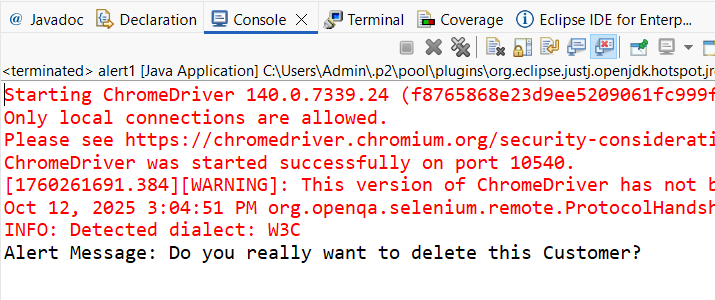 @ Javadoc Declaration Console × Terminal Coverage Eclipse IDE for Enterp...
<terminated> alert1 [Java Application] C:\Users\Admin\.p2\pool\plugins\org.eclipse.justj.openjdk.hotspot.jr
Starting ChromeDriver 140.0.7339.24 (f8765868e23d9ee5209061fc999f
Only local connections are allowed.
Please see https://chromedriver.chromium.org/security-considerati
ChromeDriver was started successfully on port 10540.
[1760261691.384][WARNING]: This version of ChromeDriver has not b
Oct 12, 2025 3:04:51 PM org.openqa.selenium.remote.ProtocolHandsh
INFO: Detected dialect: W3C
Alert Message: Do you really want to delete this Customer?